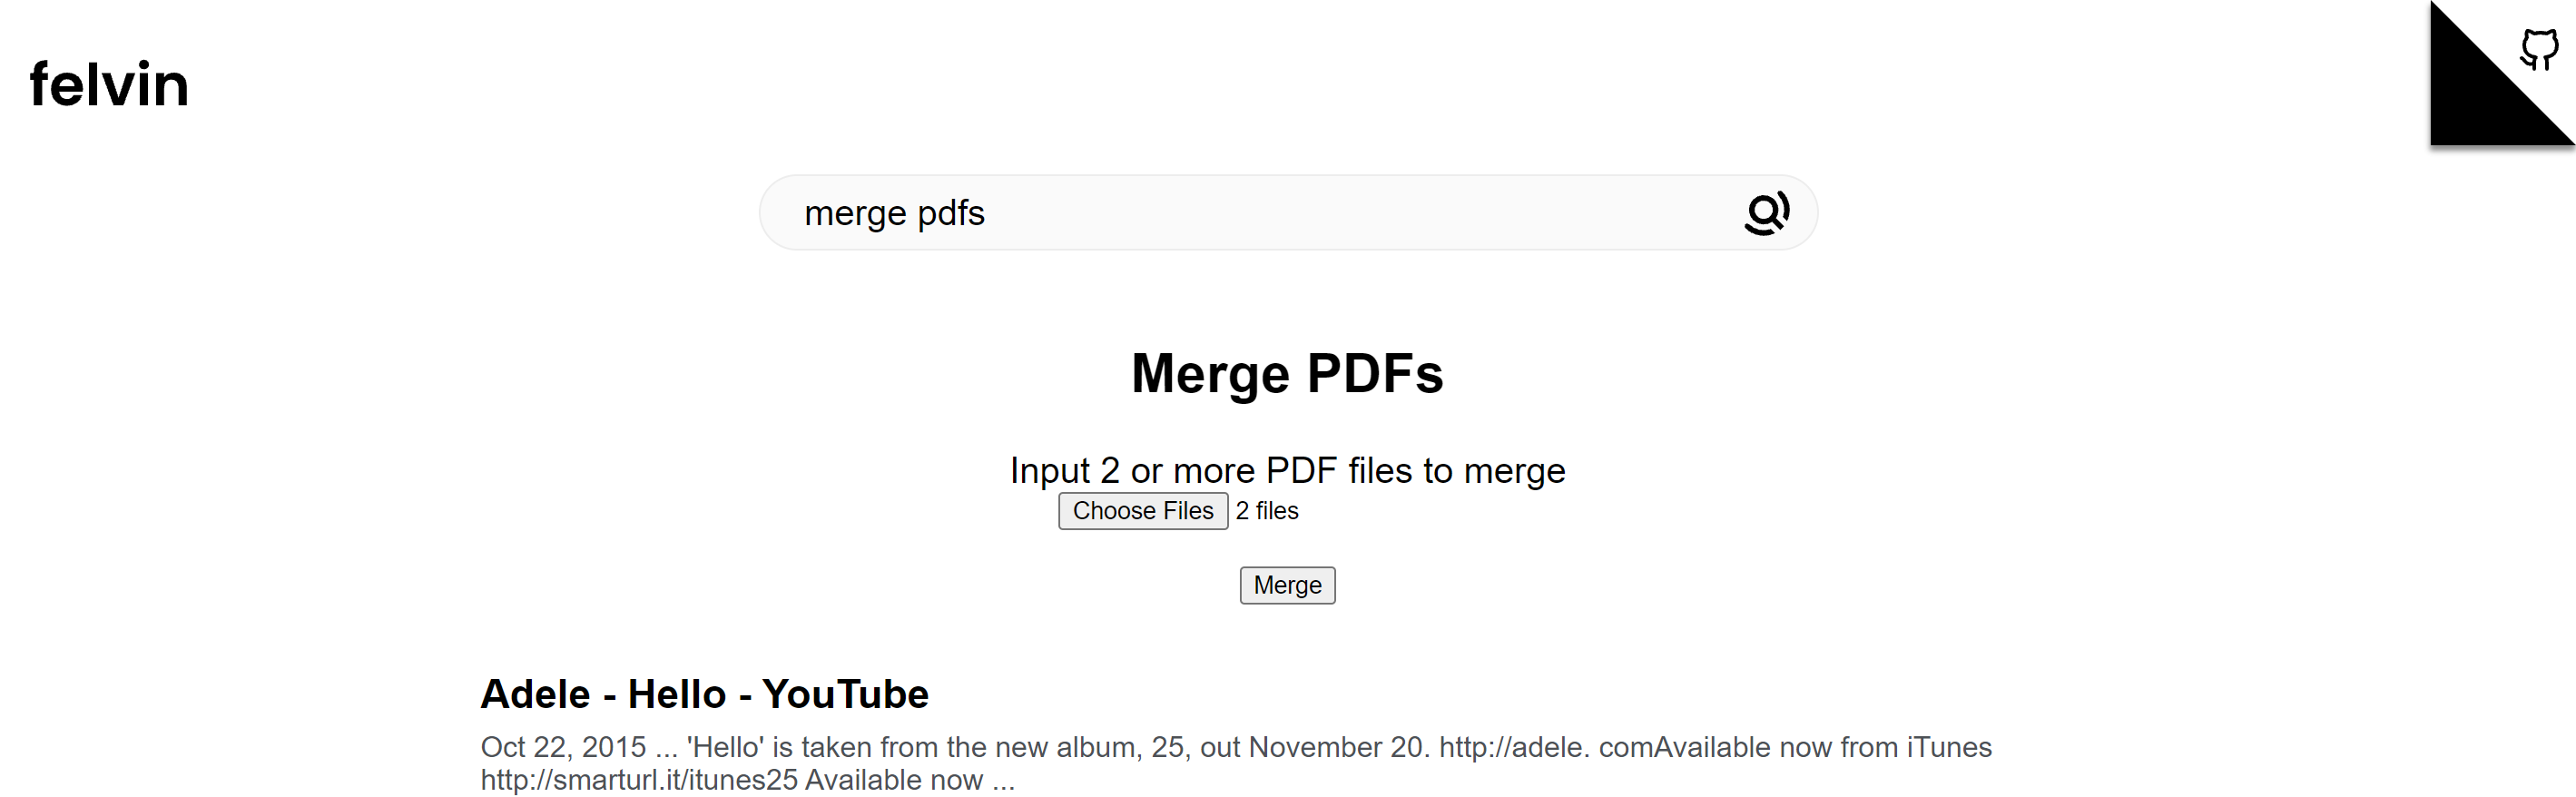 felvin
merge pdfs
Merge PDFs
Input 2 or more PDF files to merge
Choose Files 2 files
Merge
Adele - Hello - YouTube
Oct 22, 2015 ... 'Hello' is taken from the new album, 25, out November 20. http://adele. comAvailable now from iTunes
http://smarturl.it/itunes25 Available now ...